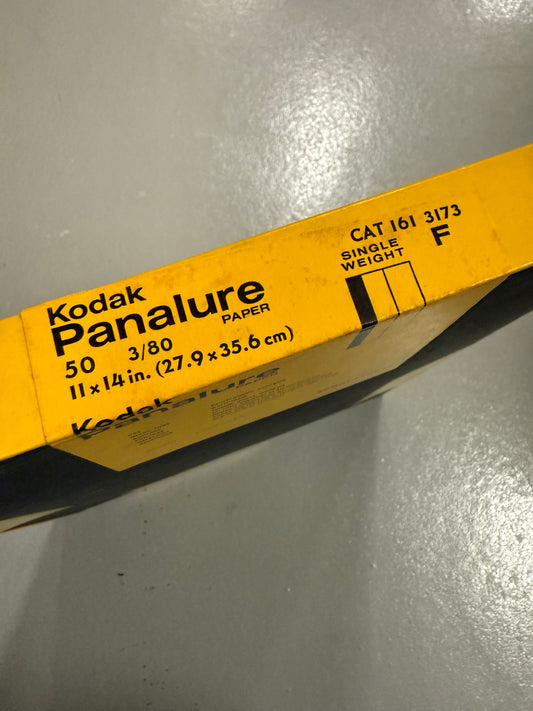 Kodak
Panalure
PAPER
50 3/80
11 x 14 in. (27.9 x 35.6 cm)
CAT 161 3173
SINGLE
WEIGHT
F
Kodak
Panalure